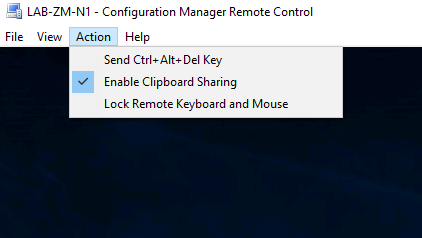 LAB-ZM-N1 - Configuration Manager Remote Control
File View Action Help
Send Ctrl+Alt+Del Key
Enable Clipboard Sharing
Lock Remote Keyboard and Mouse